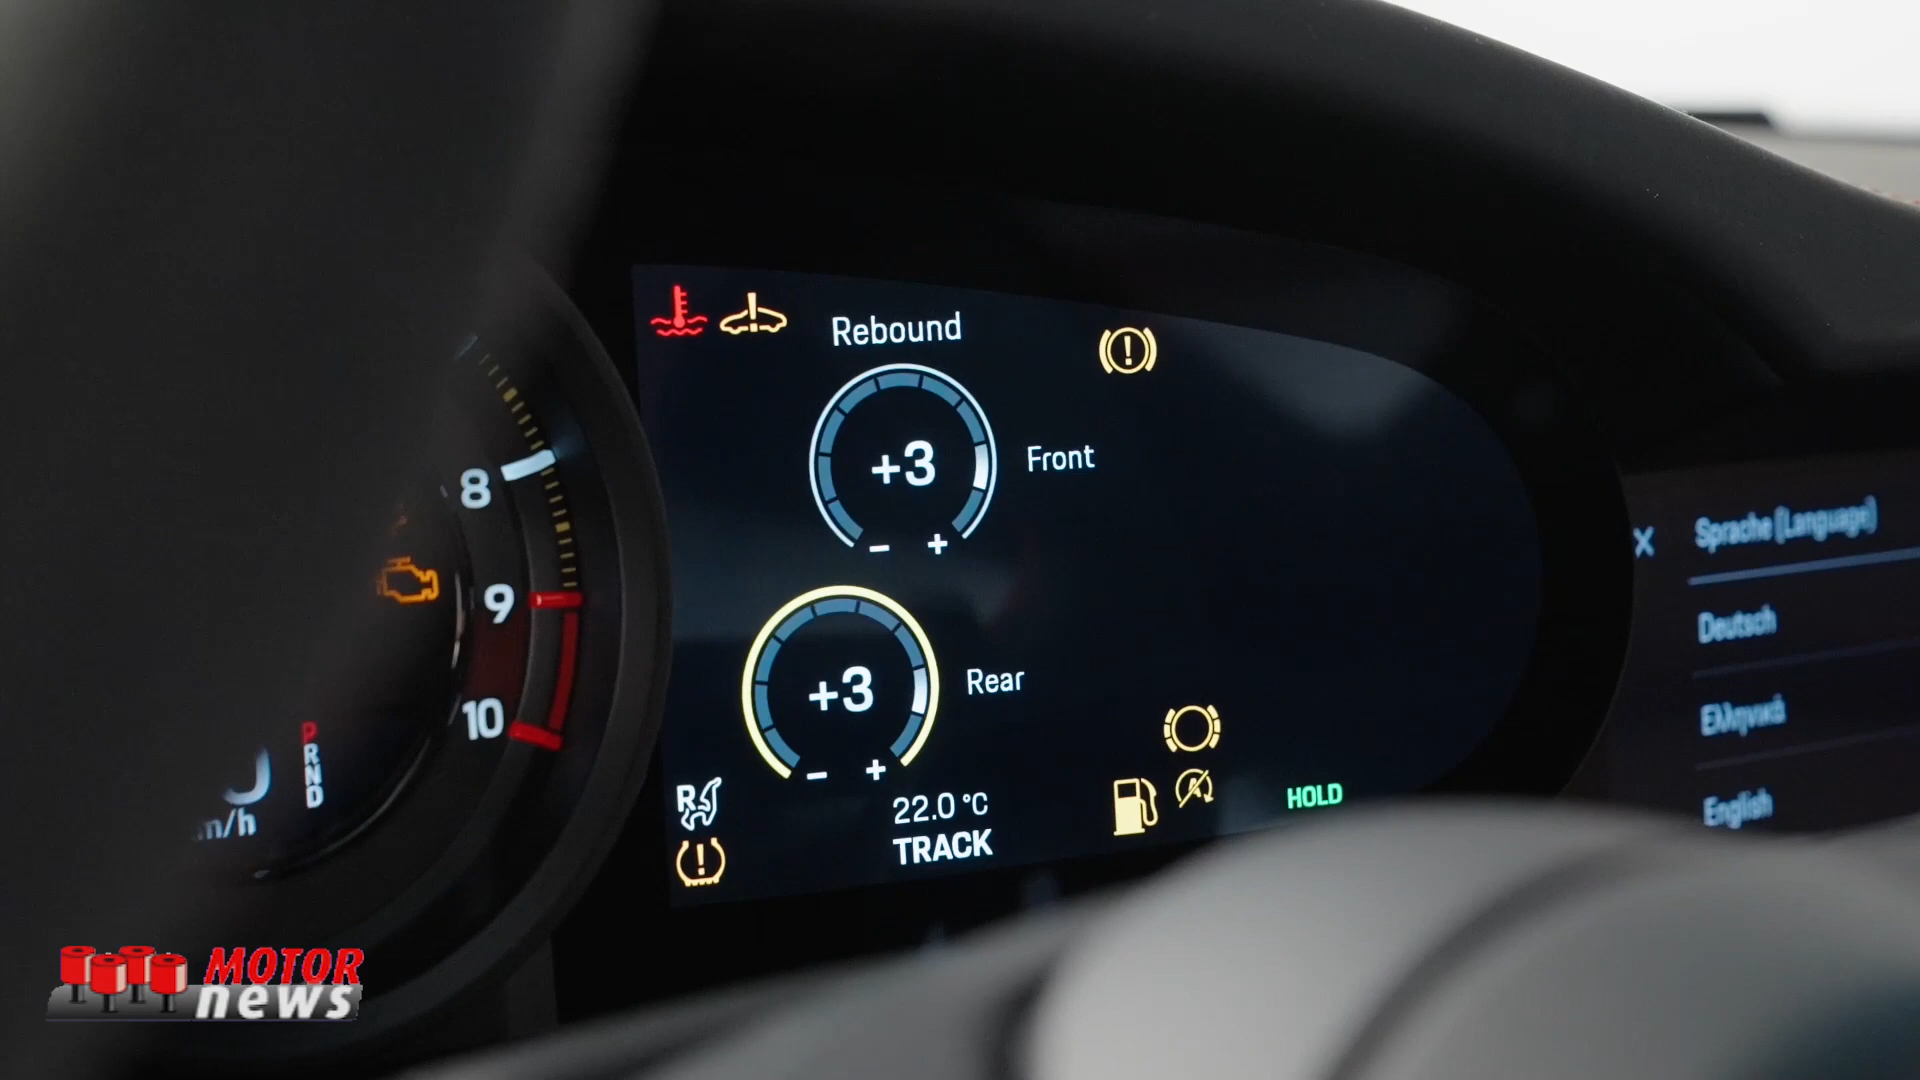 Rebound
+3
Front
- +
+3
Rear
- +
8
9
10
P
R
N
D
m/h
R
22.0 °C
TRACK
HOLD
X Sprache (Language)
Deutsch
Ελληνικά
English
MOTOR
news